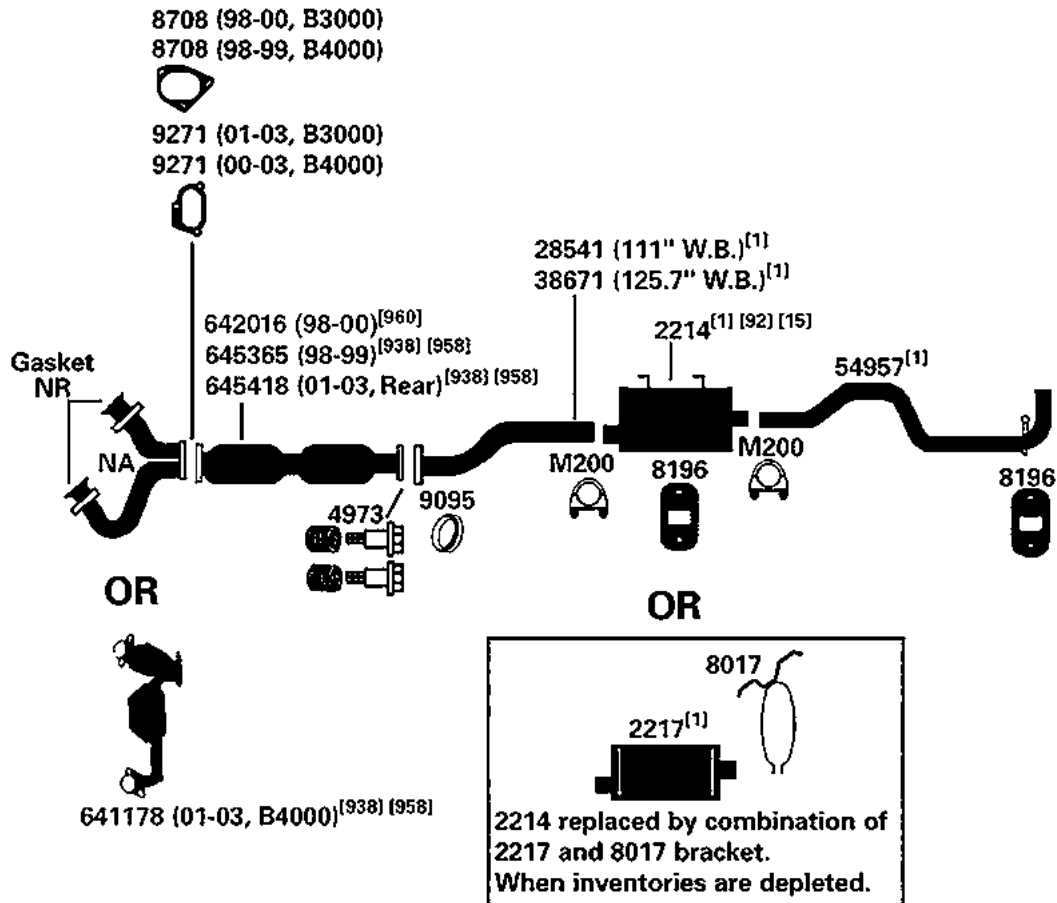 8708 (98-00, B3000)
8708 (98-99, B4000)
9271 (01-03, B3000)
9271 (00-03, B4000)
28541 (111" W.B.)[1]
38671 (125.7" W.B.)[1]
642016 (98-00)[960]
645365 (98-99)[938] [958]
645418 (01-03, Rear)[938] [958]
2214[1] [92] [15]
54957[1]
Gasket
NR
NA
M200
8196
M200
8196
4973
9095
OR
OR
641178 (01-03, B4000)[938] [958]
8017
2217[1]
2214 replaced by combination of
2217 and 8017 bracket.
When inventories are depleted.